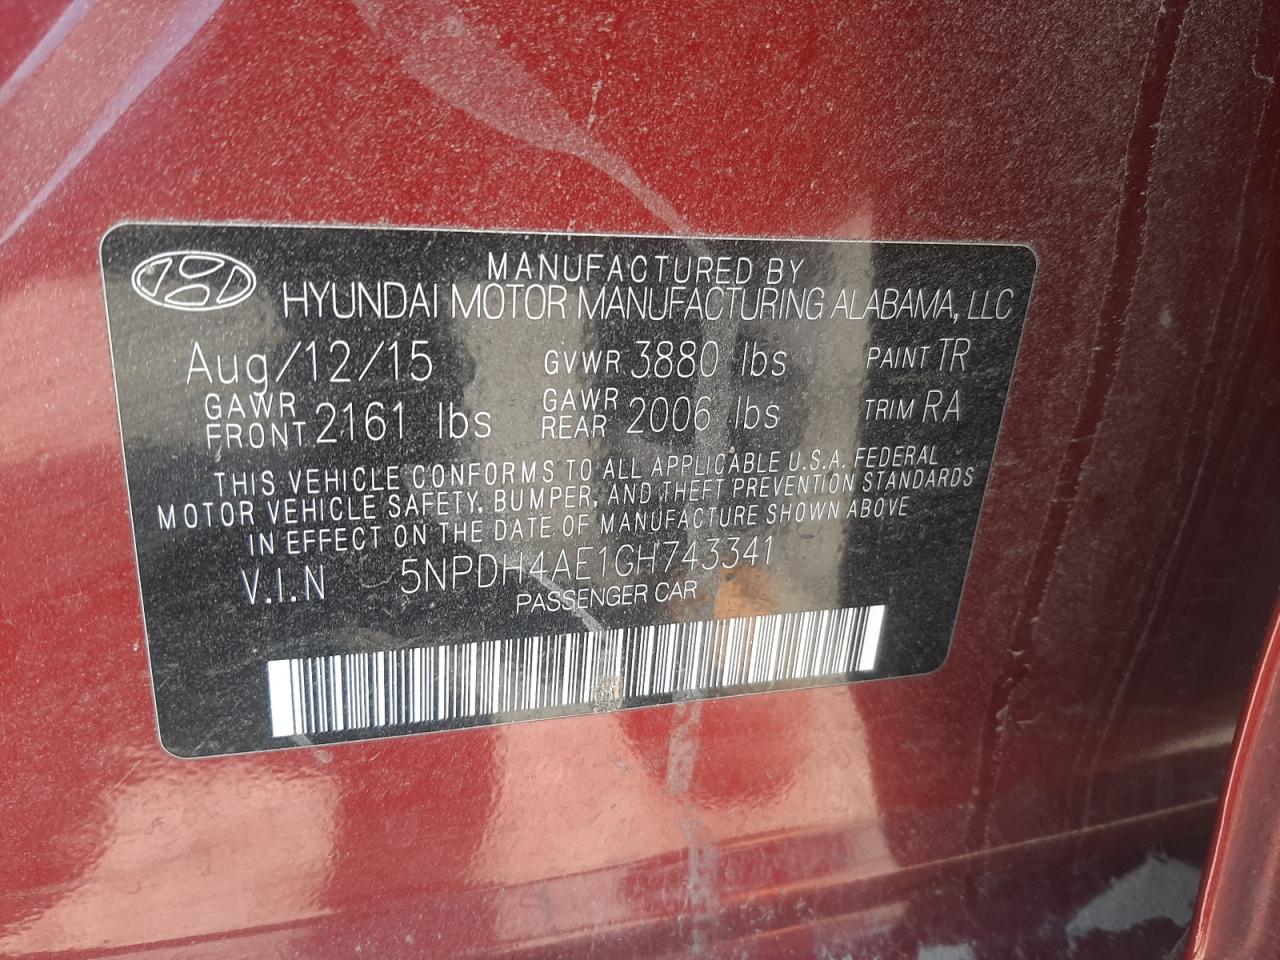 MANUFACTURED BY
HYUNDAI MOTOR MANUFACTURING ALABAMA, LLC
Aug/12/15 GVWR 3880 lbs PAINT TR
GAWR FRONT 2161 lbs GAWR REAR 2006 lbs TRIM RA
THIS VEHICLE CONFORMS TO ALL APPLICABLE U.S.A. FEDERAL
MOTOR VEHICLE SAFETY, BUMPER, AND THEFT PREVENTION STANDARDS
IN EFFECT ON THE DATE OF MANUFACTURE SHOWN ABOVE
V.I.N 5NPDH4AE1GH743341
PASSENGER CAR